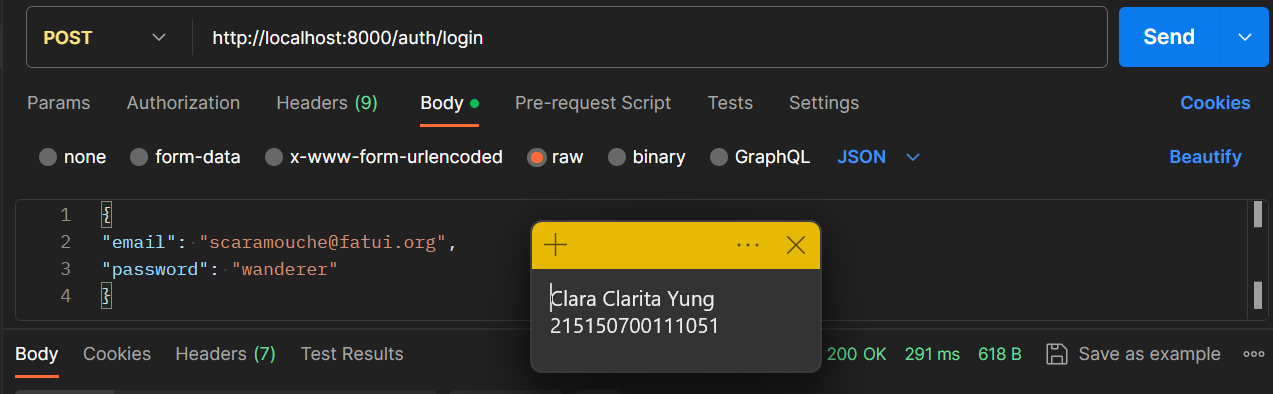 POST http://localhost:8000/auth/login Send
Params Authorization Headers (9) Body Pre-request Script Tests Settings Cookies
none form-data x-www-form-urlencoded raw binary GraphQL JSON Beautify
1 {
2 "email": "scaramouche@fatui.org",
3 "password": "wanderer"
4 }
Clara Clarita Yung
215150700111051
Body Cookies Headers (7) Test Results 200 OK 291 ms 618 B Save as example